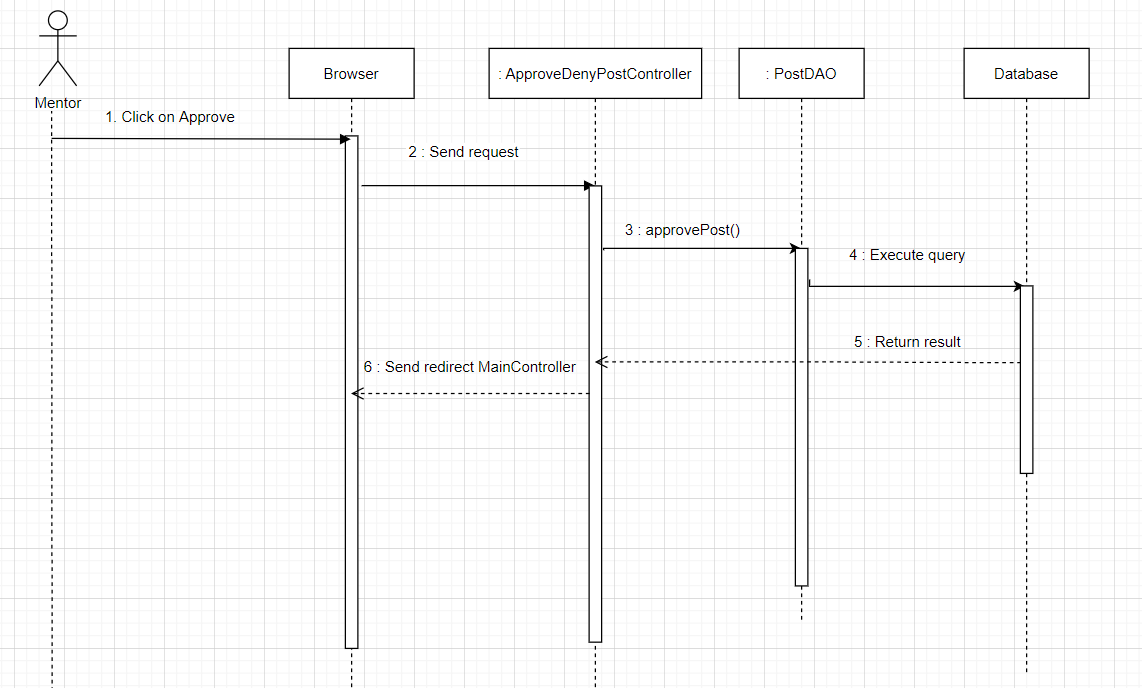 Browser
: ApproveDenyPostController
: PostDAO
Database
Mentor
1. Click on Approve
2 : Send request
3 : approvePost()
4 : Execute query
5 : Return result
6 : Send redirect MainController